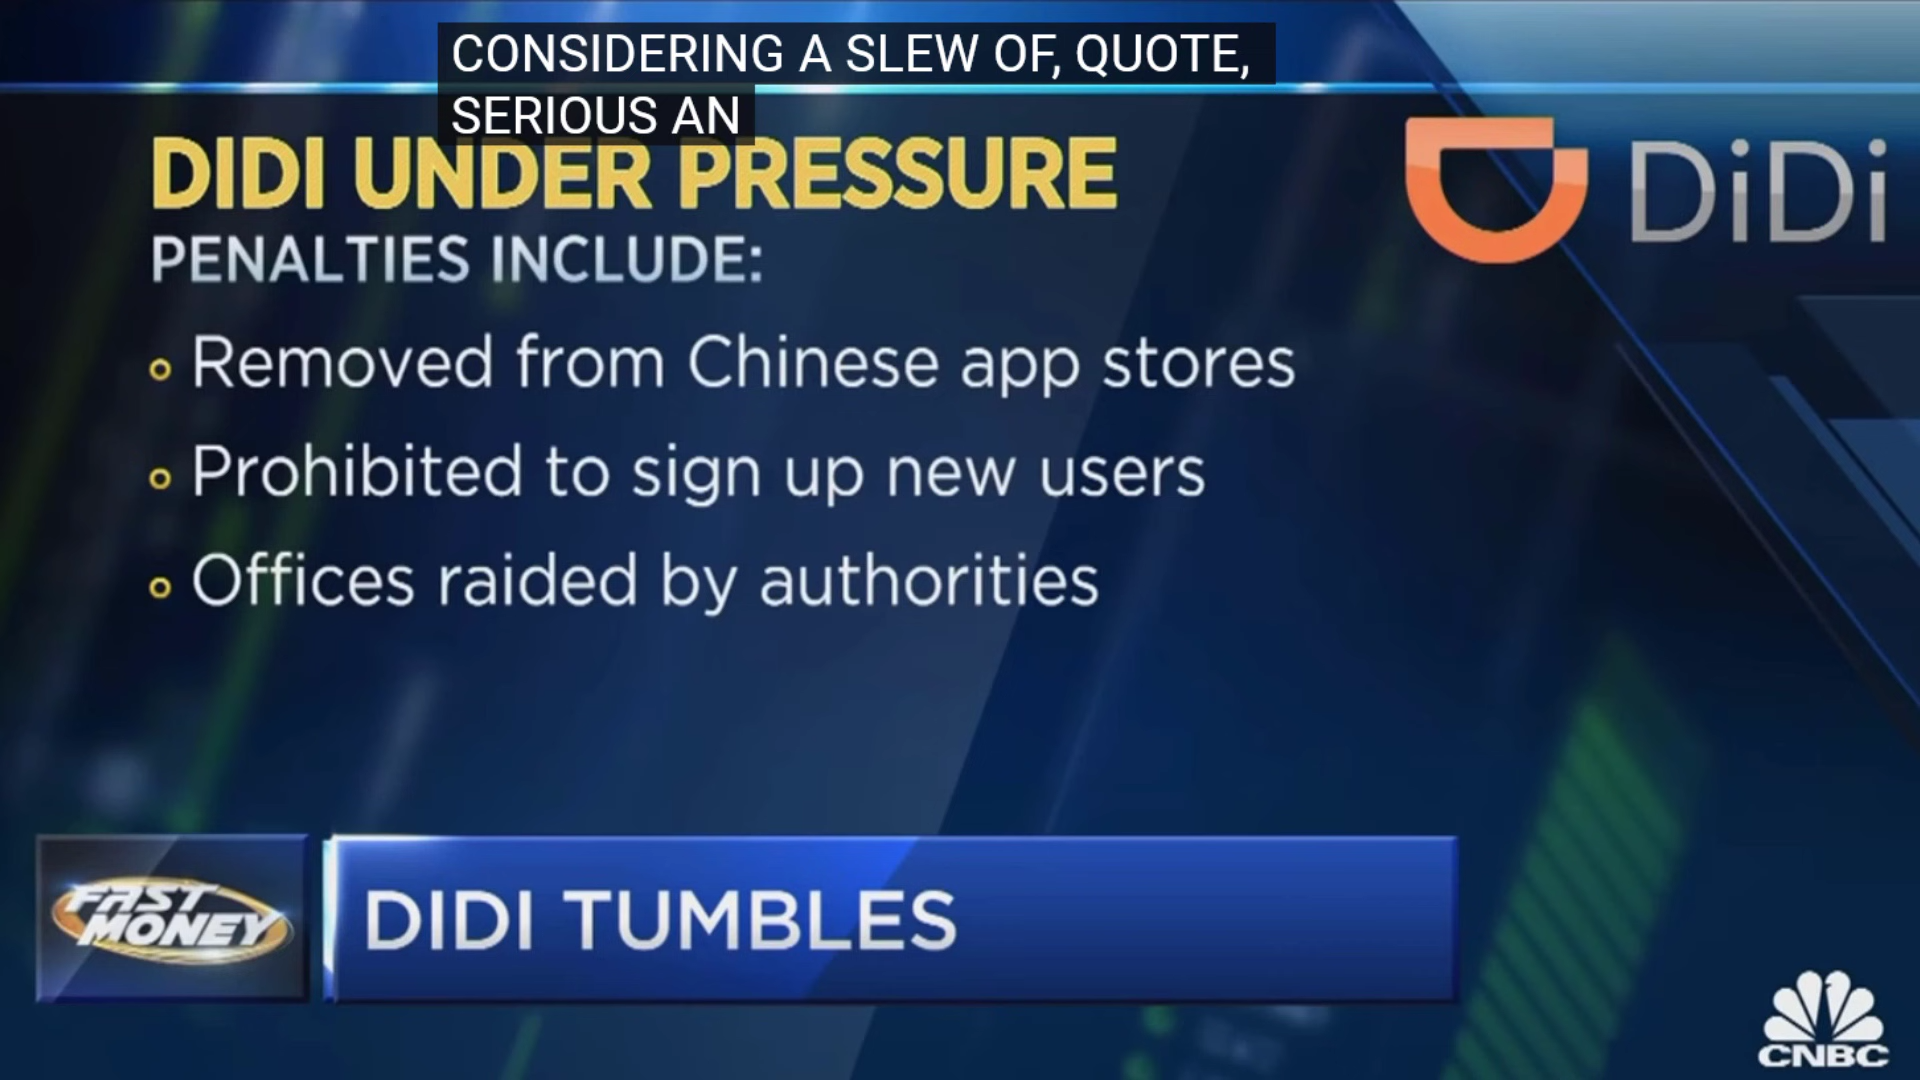 CONSIDERING A SLEW OF, QUOTE,
SERIOUS AN
DIDI UNDER PRESSURE
DiDi
PENALTIES INCLUDE:
Removed from Chinese app stores
Prohibited to sign up new users
Offices raided by authorities
FAST
MONEY
DIDI TUMBLES
CNBC